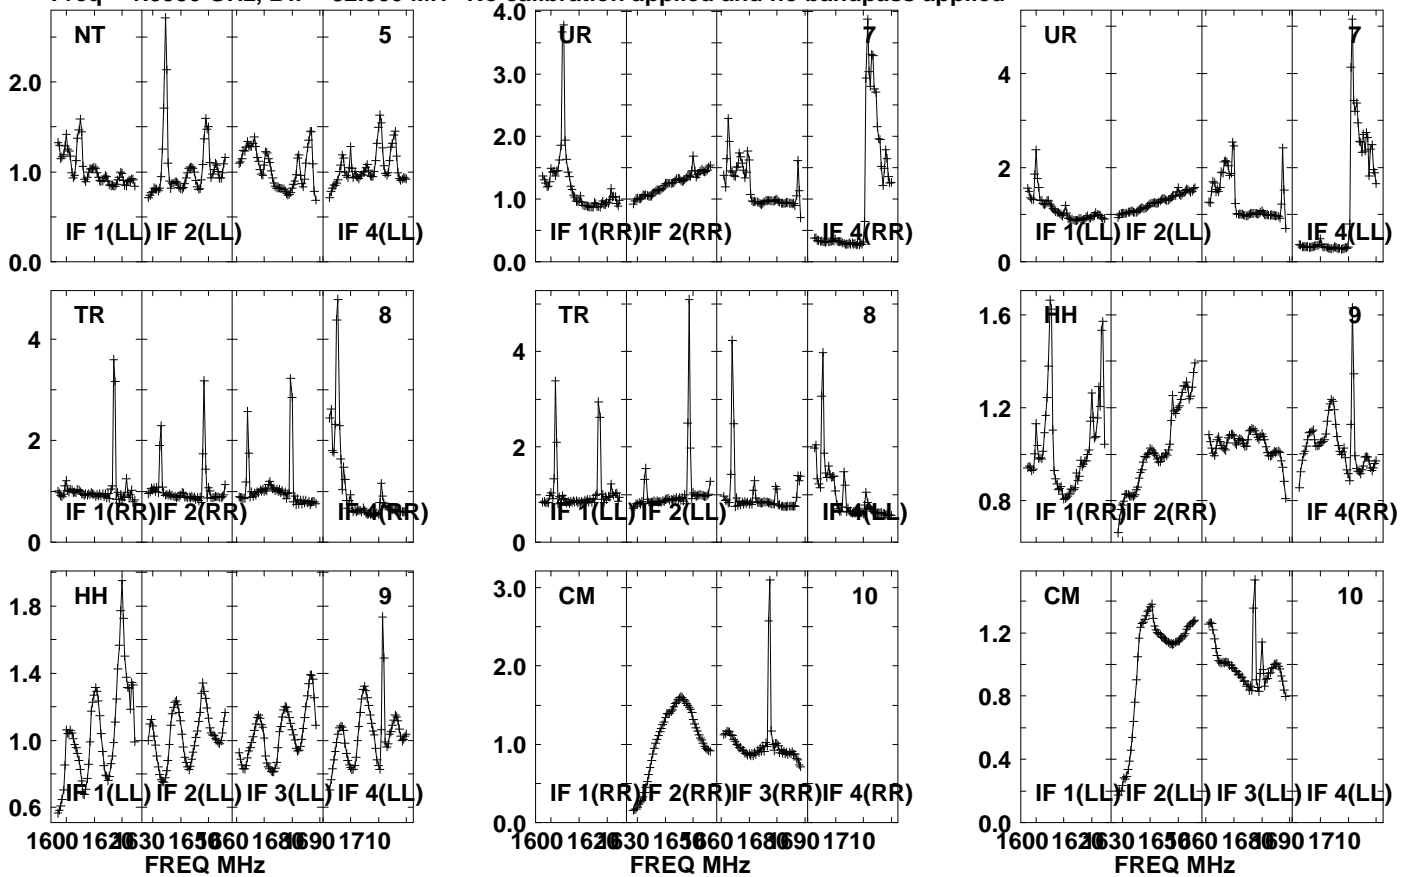 NT 5
2.0
1.0
0.0
IF 1(LL) IF 2(LL) IF 4(LL)
UR 7
4.0
3.0
2.0
1.0
0.0
IF 1(RR) IF 2(RR) IF 4(RR)
UR 7
4
2
0
IF 1(LL) IF 2(LL) IF 4(LL)
TR 8
4
2
0
IF 1(RR) IF 2(RR) IF 4(RR)
TR 8
4
2
0
IF 1(LL) IF 2(LL) IF 4(LL)
HH 9
1.6
1.2
0.8
IF 1(RR) IF 2(RR) IF 4(RR)
HH 9
1.8
1.4
1.0
0.6
IF 1(LL) IF 2(LL) IF 3(LL) IF 4(LL)
1600 1620 1630 1650 1660 1680 1690 1710
FREQ MHz
CM 10
3.0
2.0
1.0
0.0
IF 1(RR) IF 2(RR) IF 3(RR) IF 4(RR)
1600 1620 1630 1650 1660 1680 1690 1710
FREQ MHz
CM 10
1.2
0.8
0.4
0.0
IF 1(LL) IF 2(LL) IF 3(LL) IF 4(LL)
1600 1620 1630 1650 1660 1680 1690 1710
FREQ MHz